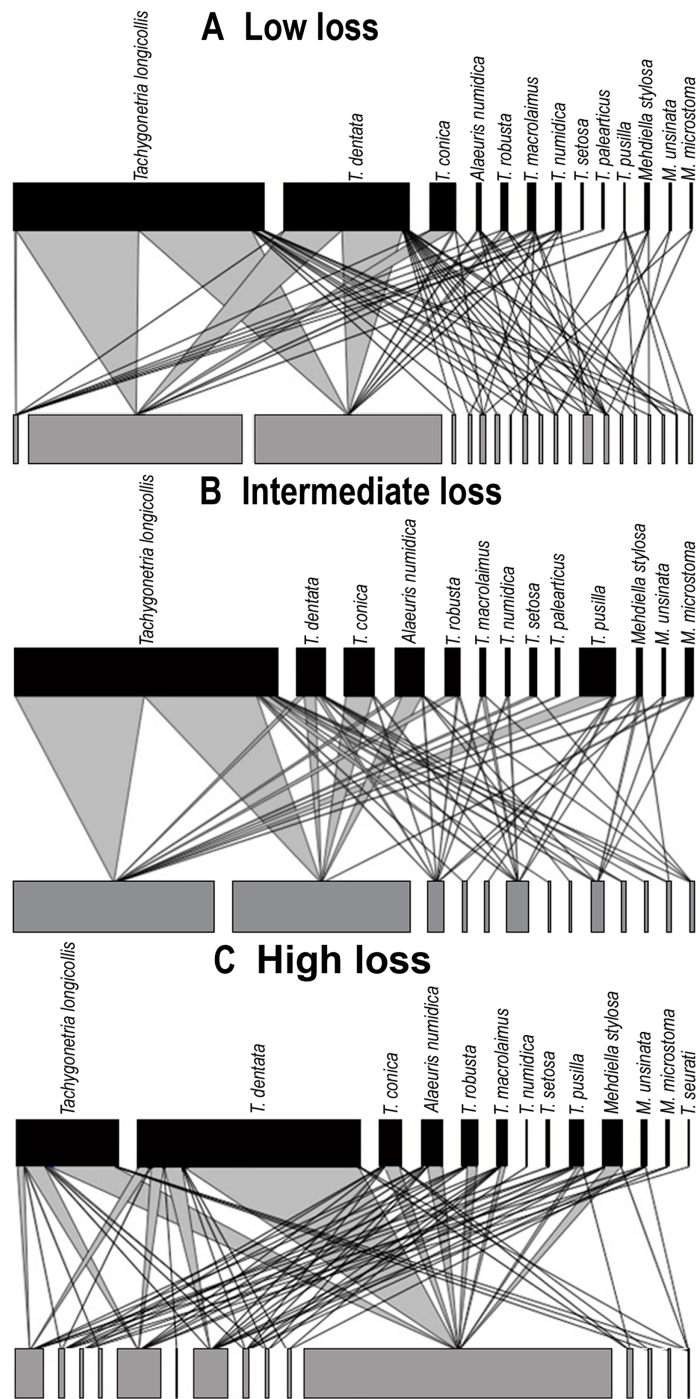 A Low loss
Tachygonetria longicollis
T. dentata
T. conica
Alaeuris numidica
T. robusta
T. macrolaimus
T. numidica
T. setosa
T. palearticus
T. pusilla
Mehdiella stylosa
M. unsinata
M. microstoma
B Intermediate loss
Tachygonetria longicollis
T. dentata
T. conica
Alaeuris numidica
T. robusta
T. macrolaimus
T. numidica
T. setosa
T. palearticus
T. pusilla
Mehdiella stylosa
M. unsinata
M. microstoma
C High loss
Tachygonetria longicollis
T. dentata
T. conica
Alaeuris numidica
T. robusta
T. macrolaimus
T. numidica
T. setosa
T. pusilla
Mehdiella stylosa
M. unsinata
M. microstoma
T. seurati